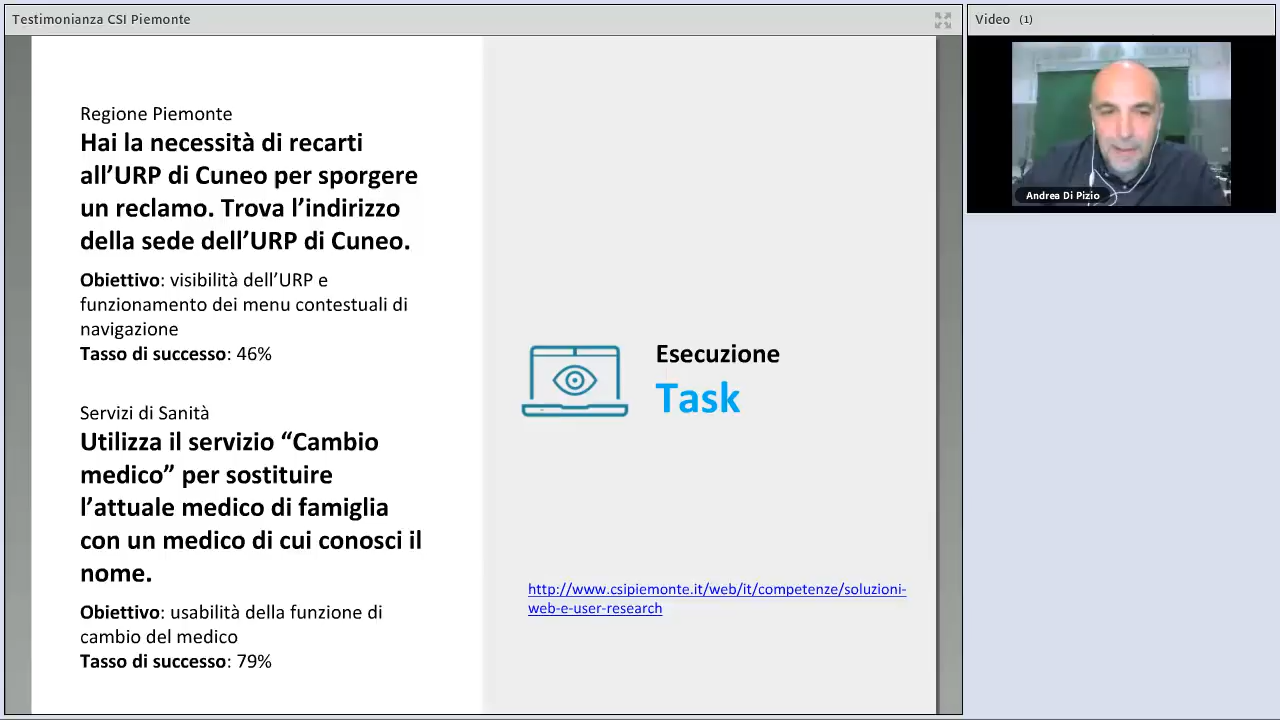 Testimonianza CSI Piemonte
Video (1)
Andrea Di Pizio
Regione Piemonte
Hai la necessità di recarti
all’URP di Cuneo per sporgere
un reclamo. Trova l’indirizzo
della sede dell’URP di Cuneo.
Obiettivo: visibilità dell’URP e
funzionamento dei menu contestuali di
navigazione
Tasso di successo: 46%
Servizi di Sanità
Utilizza il servizio “Cambio
medico” per sostituire
l’attuale medico di famiglia
con un medico di cui conosci il
nome.
Obiettivo: usabilità della funzione di
cambio del medico
Tasso di successo: 79%
Esecuzione
Task
http://www.csipiemonte.it/web/it/competenze/soluzioni-
web-e-user-research